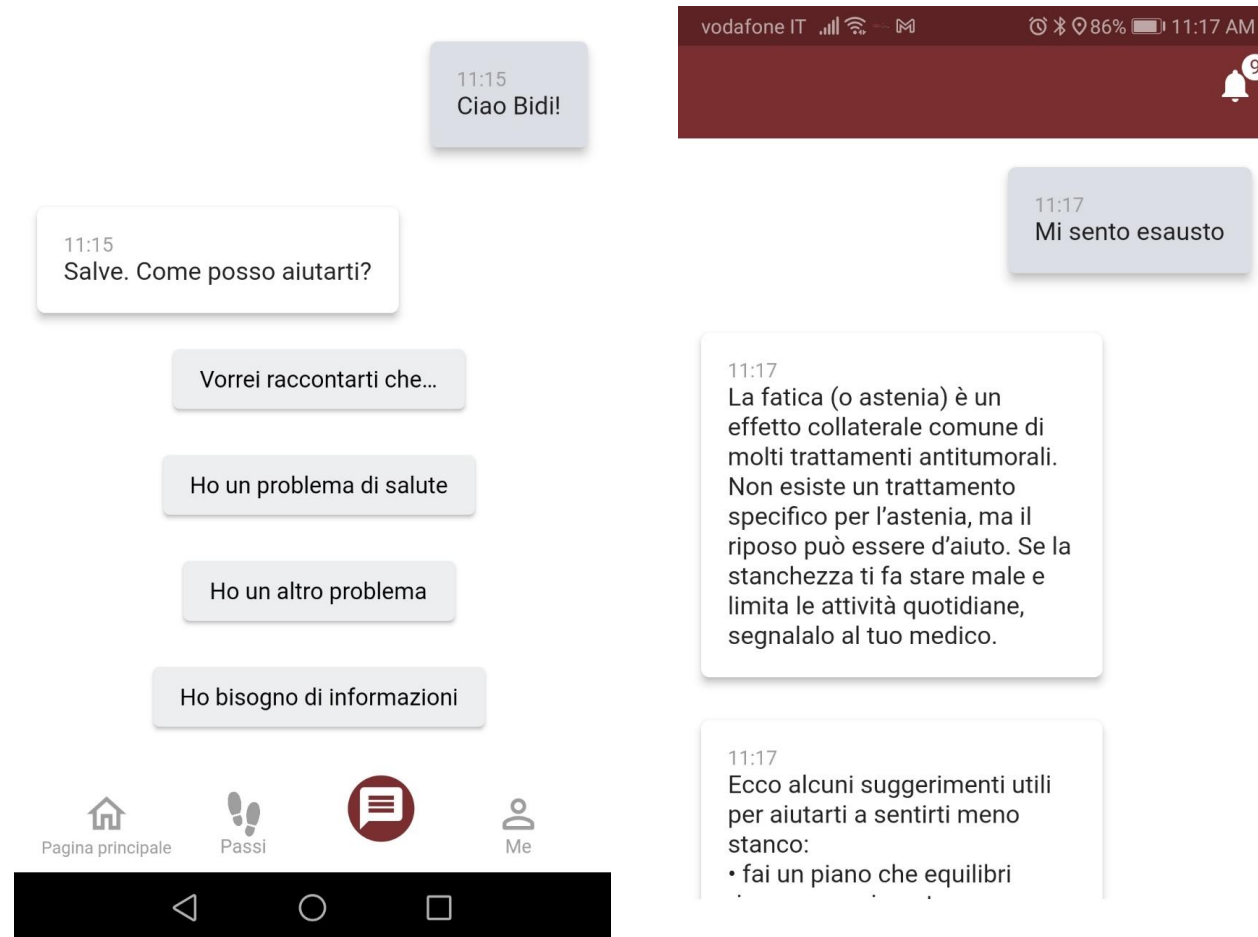 11:15
Ciao Bidi!
11:15
Salve. Come posso aiutarti?
Vorrei raccontarti che...
Ho un problema di salute
Ho un altro problema
Ho bisogno di informazioni
Pagina principale
Passi
Me
vodafone IT
86%
11:17 AM
9
11:17
Mi sento esausto
11:17
La fatica (o astenia) è un
effetto collaterale comune di
molti trattamenti antitumorali.
Non esiste un trattamento
specifico per l’astenia, ma il
riposo può essere d’aiuto. Se la
stanchezza ti fa stare male e
limita le attività quotidiane,
segnalalo al tuo medico.
11:17
Ecco alcuni suggerimenti utili
per aiutarti a sentirti meno
stanco:
• fai un piano che equilibri